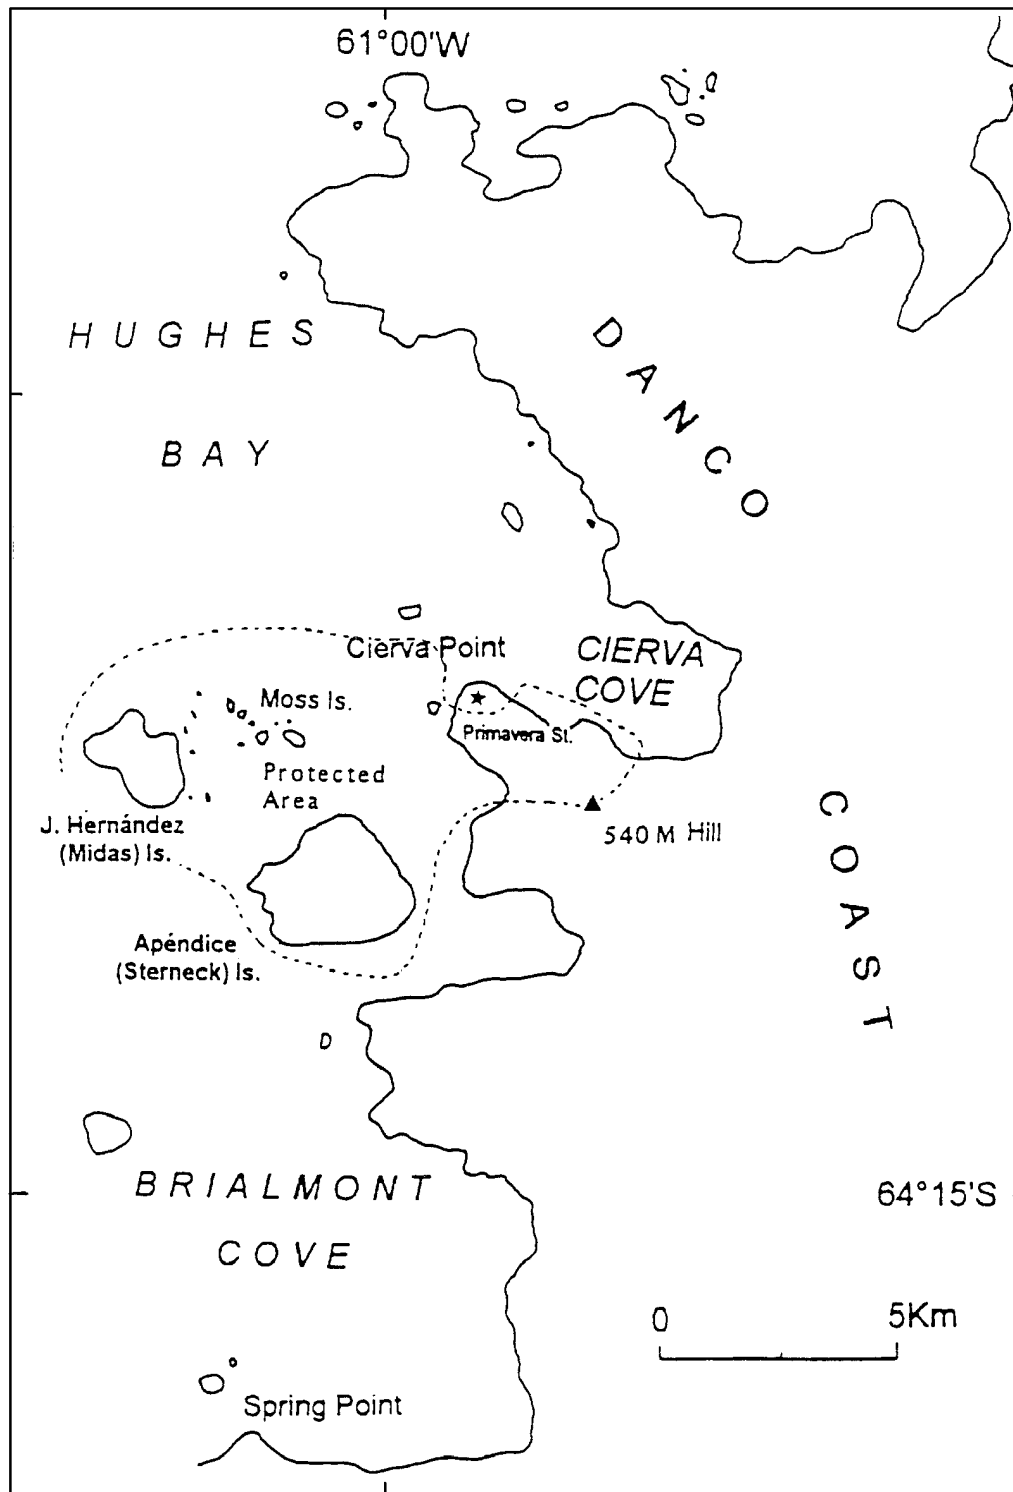 61°00'W
HUGHES
BAY
DANCO
Cierva Point
CIERVA
COVE
Moss Is.
Primavera St.
Protected
Area
J. Hernández
(Midas) Is.
540 M Hill
COAST
Apéndice
(Sterneck) Is.
BRIALMONT
COVE
64°15'S
0 5Km
Spring Point